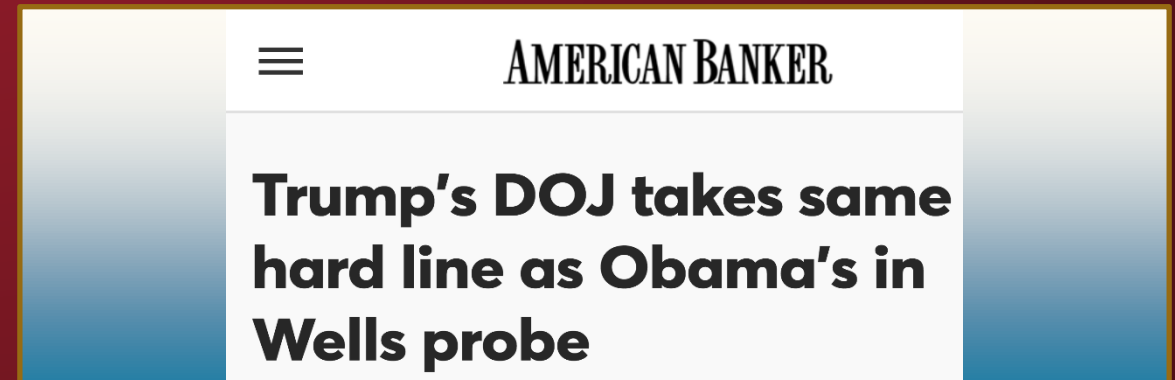 AMERICAN BANKER
Trump's DOJ takes same
hard line as Obama's in
Wells probe